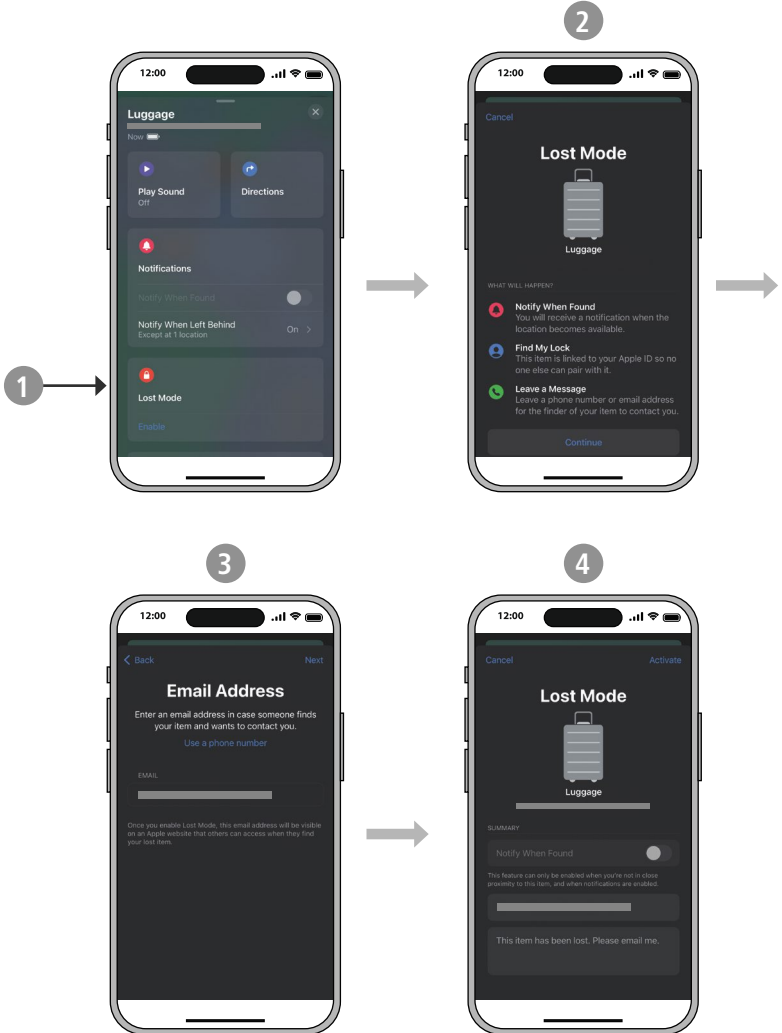 2
12:00
Luggage
Now
Play Sound
Off
Directions
Notifications
Notify When Found
Notify When Left Behind
Except at 1 location
On >
1
Lost Mode
Enable
12:00
Cancel
Lost Mode
Luggage
WHAT WILL HAPPEN?
Notify When Found
You will receive a notification when the
location becomes available.
Find My Lock
This item is linked to your Apple ID so no
one else can pair with it.
Leave a Message
Leave a phone number or email address
for the finder of your item to contact you.
Continue
3
12:00
< Back
Next
Email Address
Enter an email address in case someone finds
your item and wants to contact you.
Use a phone number
EMAIL
Once you enable Lost Mode, this email address will be visible
on an Apple website that others can access when they find
your lost item.
4
12:00
Cancel
Activate
Lost Mode
Luggage
SUMMARY
Notify When Found
This feature can only be enabled when you're not in close
proximity to this item, and when notifications are enabled.
This item has been lost. Please email me.